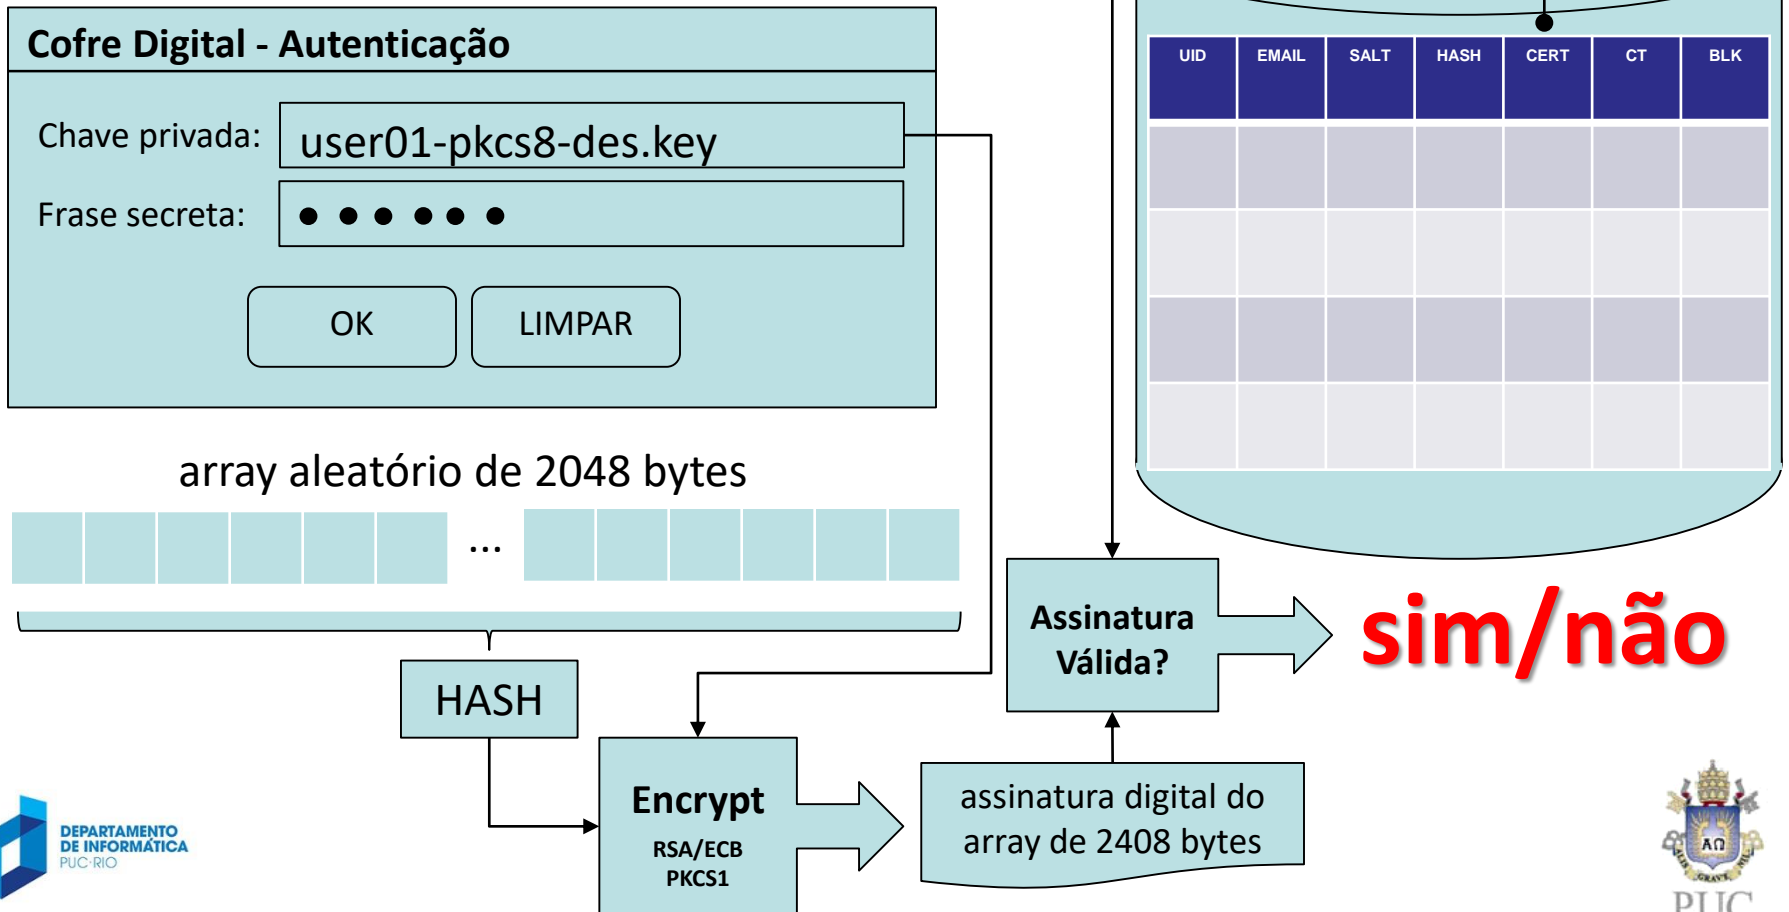 Cofre Digital - Autenticação
Chave privada:
user01-pkcs8-des.key
Frase secreta:
OK
LIMPAR
UID
EMAIL
SALT
HASH
CERT
CT
BLK
array aleatório de 2048 bytes
...
HASH
Encrypt
RSA/ECB
PKCS1
assinatura digital do
array de 2408 bytes
Assinatura
Válida?
sim/não
DEPARTAMENTO
DE INFORMÁTICA
PUC-RIO
ΑΩ
PUC